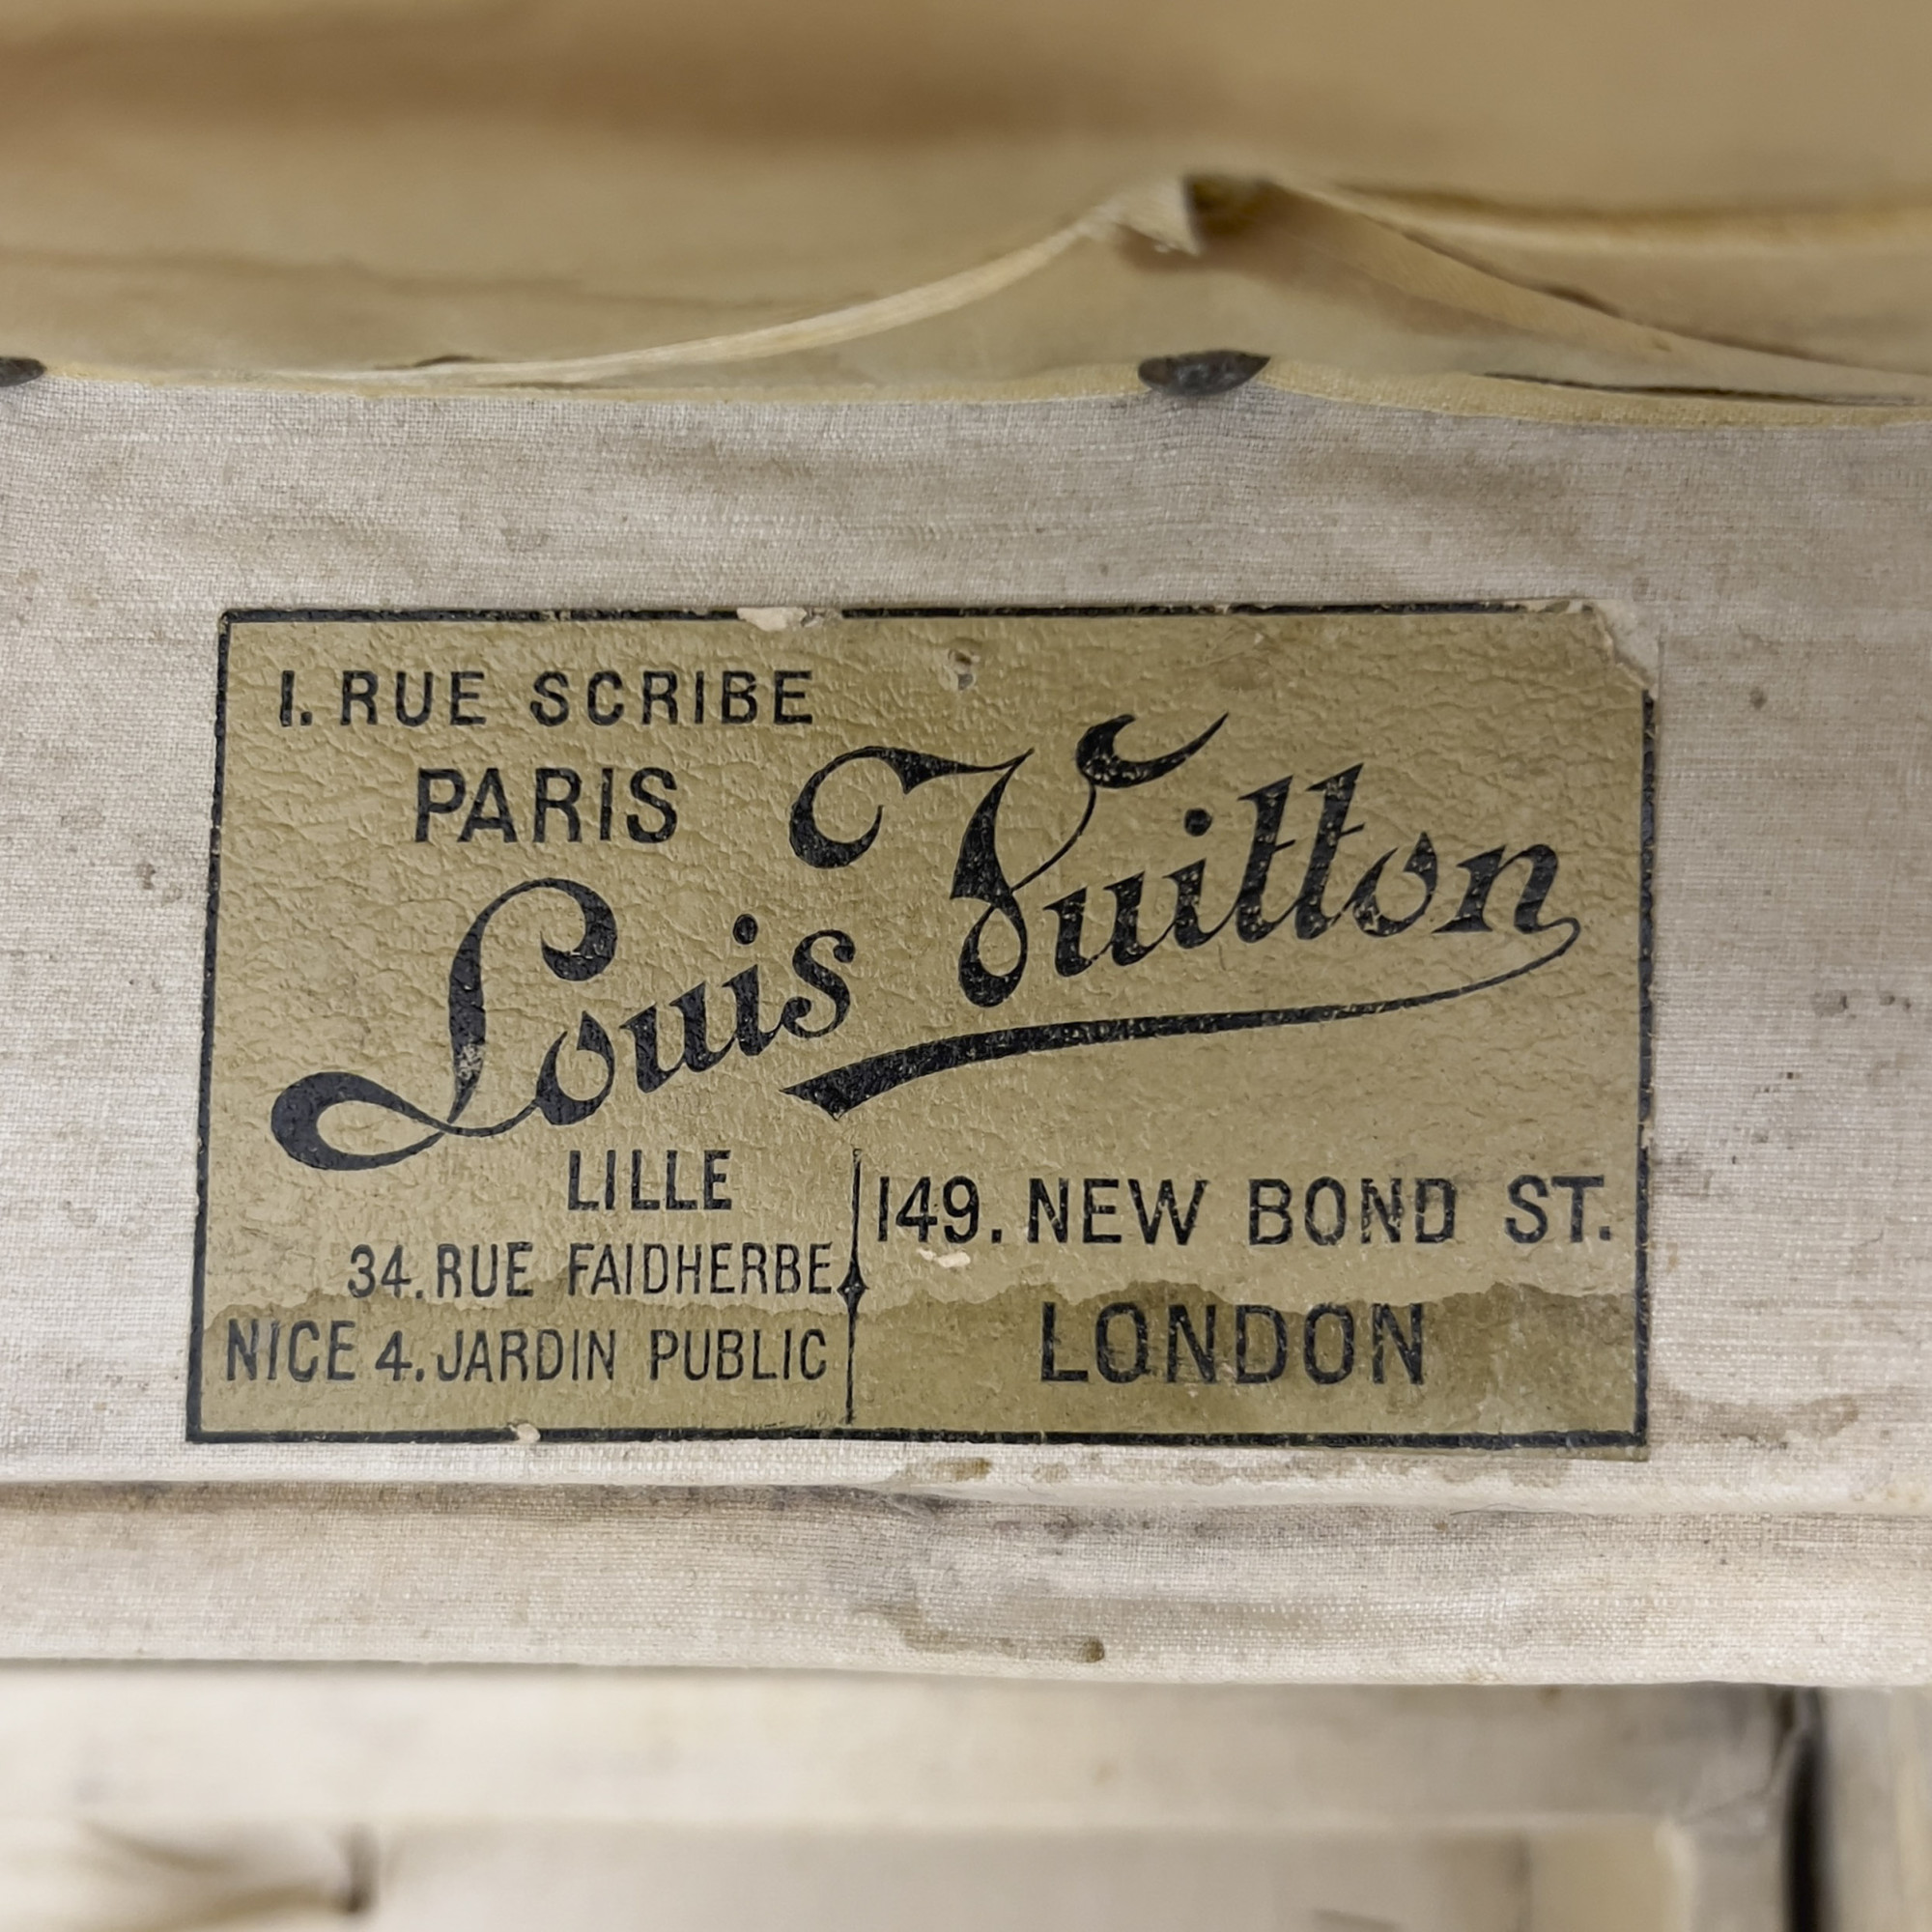 1. RUE SCRIBE
PARIS
Louis Vuitton
LILLE
34. RUE FAIDHERBE
NICE 4. JARDIN PUBLIC
149. NEW BOND ST.
LONDON